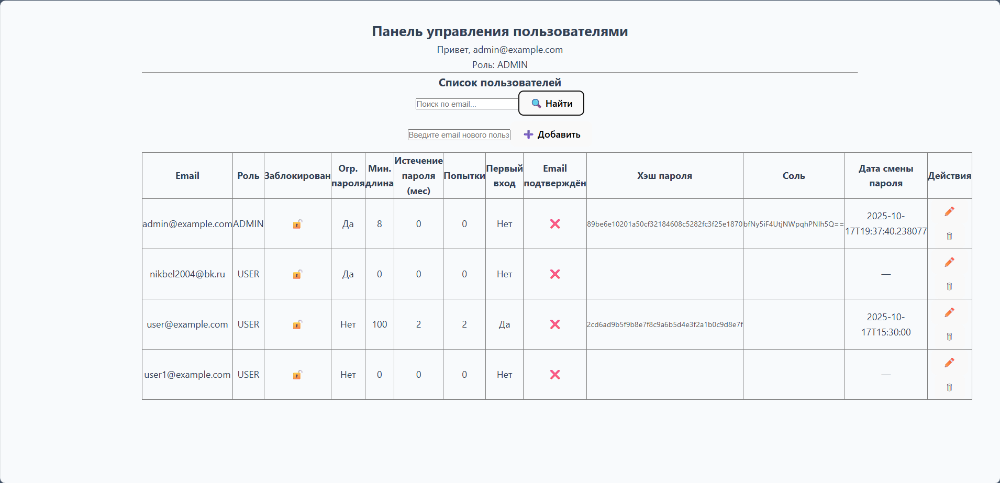 Панель управления пользователями
Привет, admin@example.com
Роль: ADMIN
Список пользователей
Поиск по email... Найти
Введите email нового польз Добавить
Email Роль Заблокирован Огр. пароля Мин. длина Истечение пароля (мес) Попытки Первый вход Email подтверждён Хэш пароля Соль Дата смены пароля Действия
admin@example.com ADMIN Да 8 0 0 Нет 89be6e10201a50cf32184608c5282fc3f25e1870 bfNy5iF4UtjNWpqhPNIh5Q== 2025-10-17T19:37:40.238077
nikbel2004@bk.ru USER Да 0 0 0 Нет —
user@example.com USER Нет 100 2 2 Да 2cd6ad9b5f9b8e7f8c9a6b5d4e3f2a1b0c9d8e7f 2025-10-17T15:30:00
user1@example.com USER Нет 0 0 0 Нет —